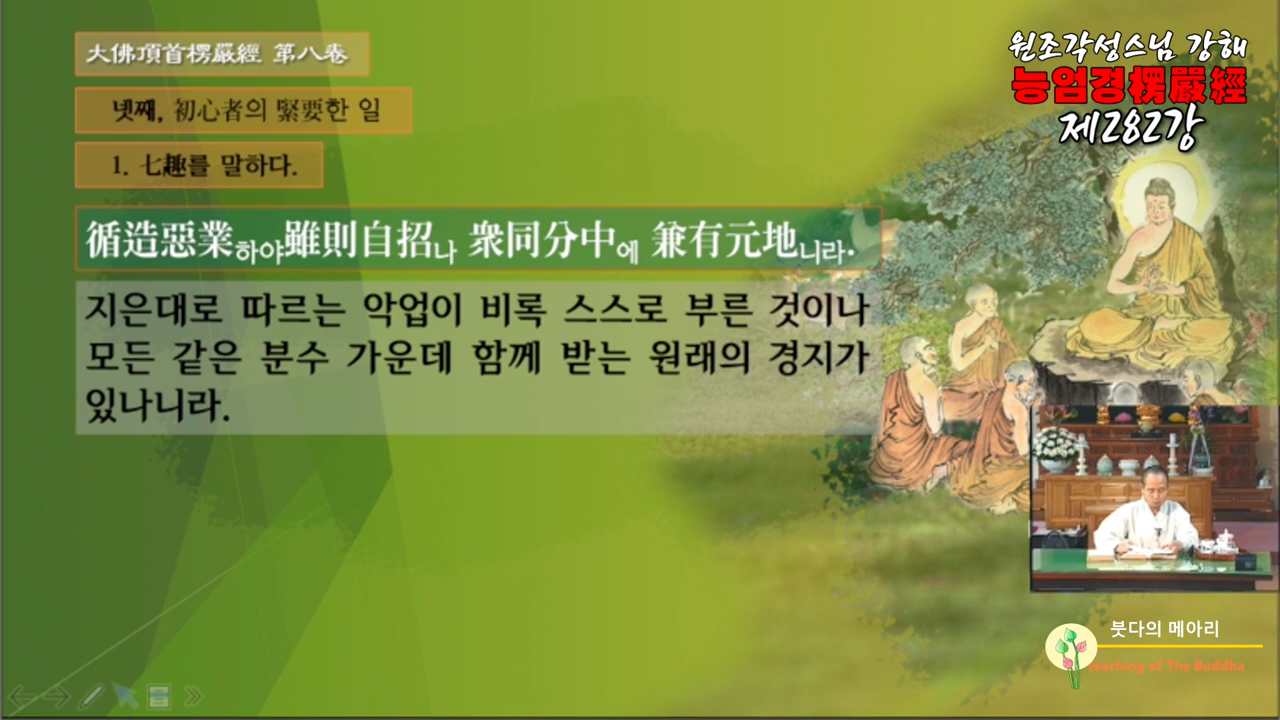 大佛頂首楞嚴經 第八卷
넷째, 初心者의 緊要한 일
1. 七趣를 말하다.
循造惡業하야雖則自招나 衆同分中에 兼有元地니라.
지은대로 따르는 악업이 비록 스스로 부른 것이나
모든 같은 분수 가운데 함께 받는 원래의 경지가
있나니라.
원조각성스님 강해
능엄경楞嚴經
제282강
붓다의 메아리
Teaching of The Buddha